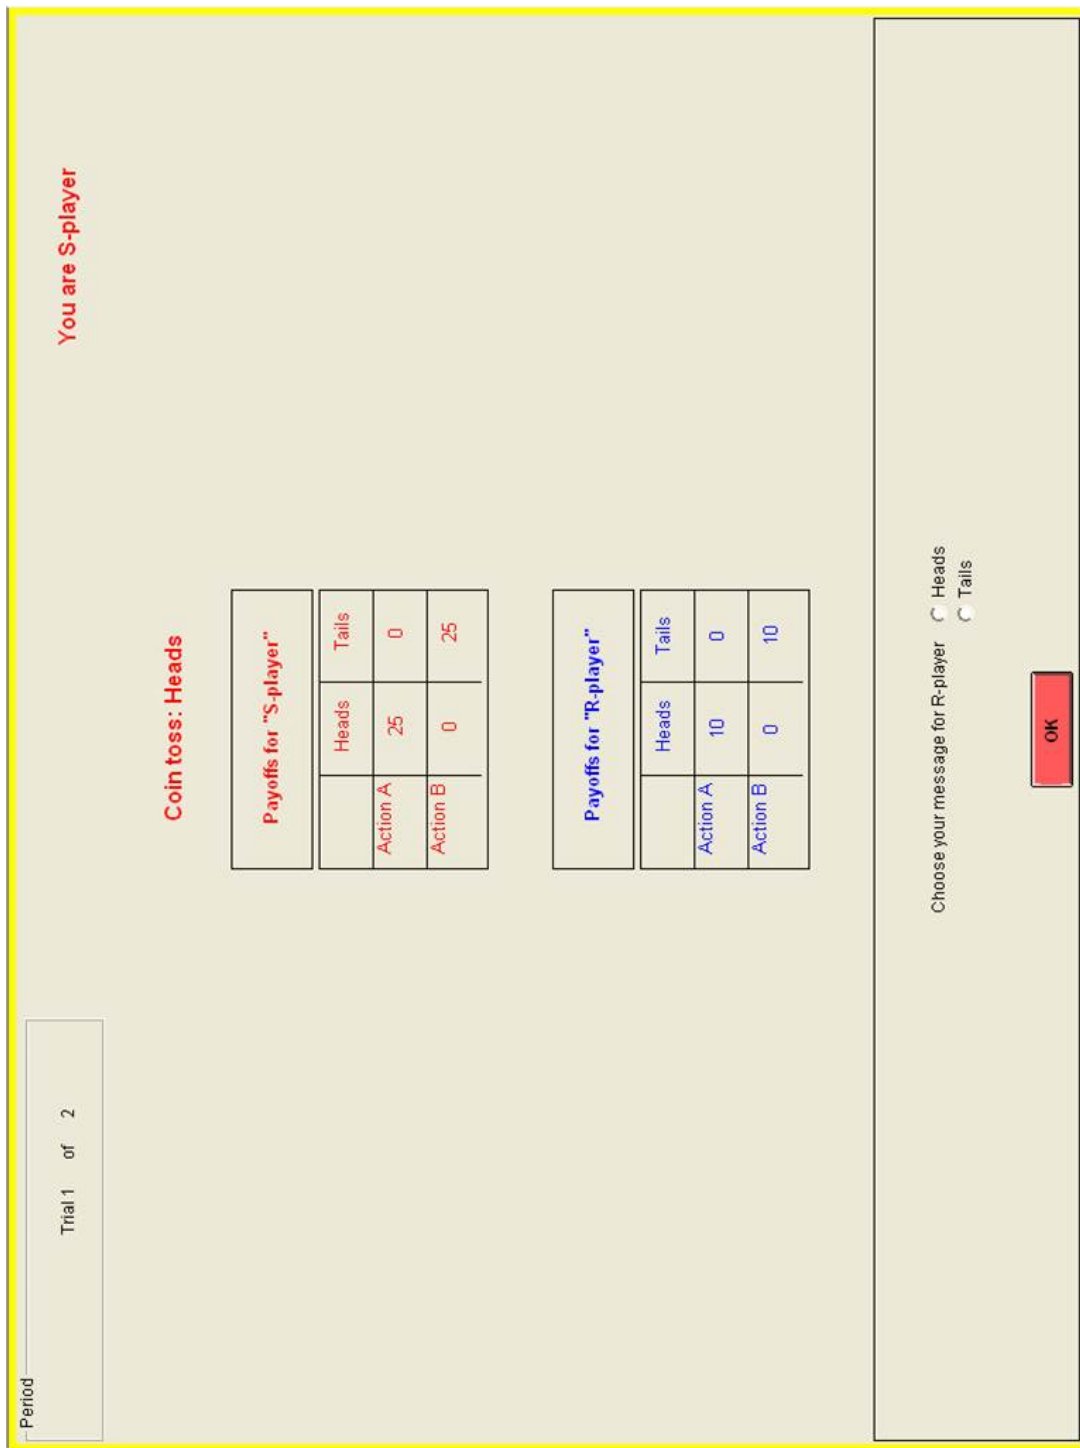 Period
Trial 1 of 2
You are S-player
Coin toss: Heads
Payoffs for "S-player"
Heads Tails
Action A 25 0
Action B 0 25
Payoffs for "R-player"
Heads Tails
Action A 10 0
Action B 0 10
Choose your message for R-player Heads
Tails
OK